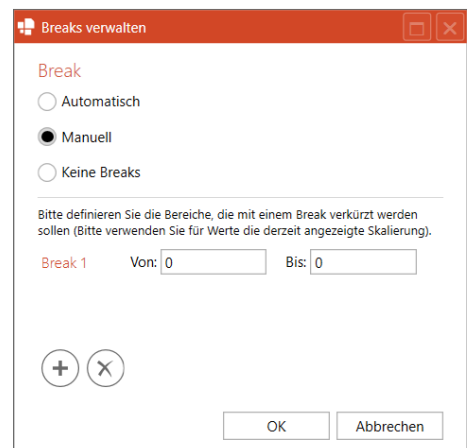 Breaks verwalten
Break
Automatisch
Manuell
Keine Breaks
Bitte definieren Sie die Bereiche, die mit einem Break verkürzt werden
sollen (Bitte verwenden Sie für Werte die derzeit angezeigte Skalierung).
Break 1 Von: 0 Bis: 0
OK Abbrechen